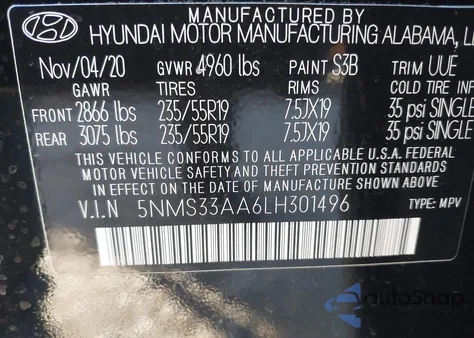 MANUFACTURED BY
HYUNDAI MOTOR MANUFACTURING ALABAMA,
Nov/04/20 GVWR 4960 lbs PAINT S3B TRIM UUE
GAWR TIRES RIMS COLD TIRE
FRONT 2866 lbs 235/55R19 7.5JX19 35 psi SINGLE
REAR 3075 lbs 235/55R19 7.5JX19 35 psi SINGLE
THIS VEHICLE CONFORMS TO ALL APPLICABLE U.S.A. FEDERAL
MOTOR VEHICLE SAFETY AND THEFT PREVENTION STANDARDS
IN EFFECT ON THE DATE OF MANUFACTURE SHOWN ABOVE.
V.I.N 5NMS33AA6LH301496 TYPE: MPV
autoSnap